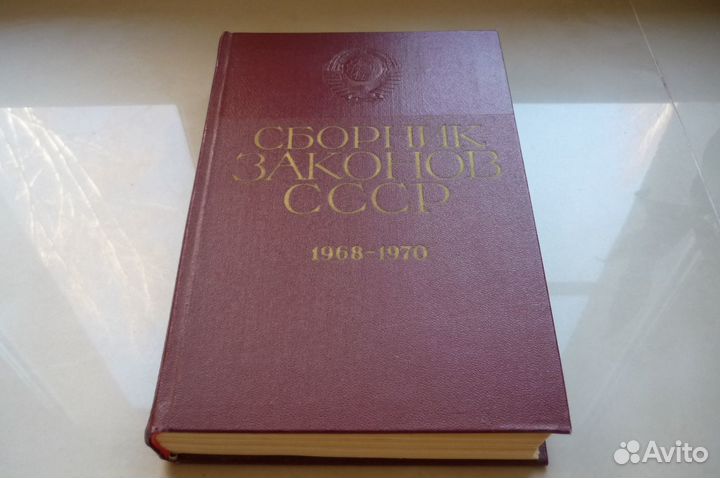 СБОРНИК
ЗАКОНОВ
СССР
1968-1970
Avito